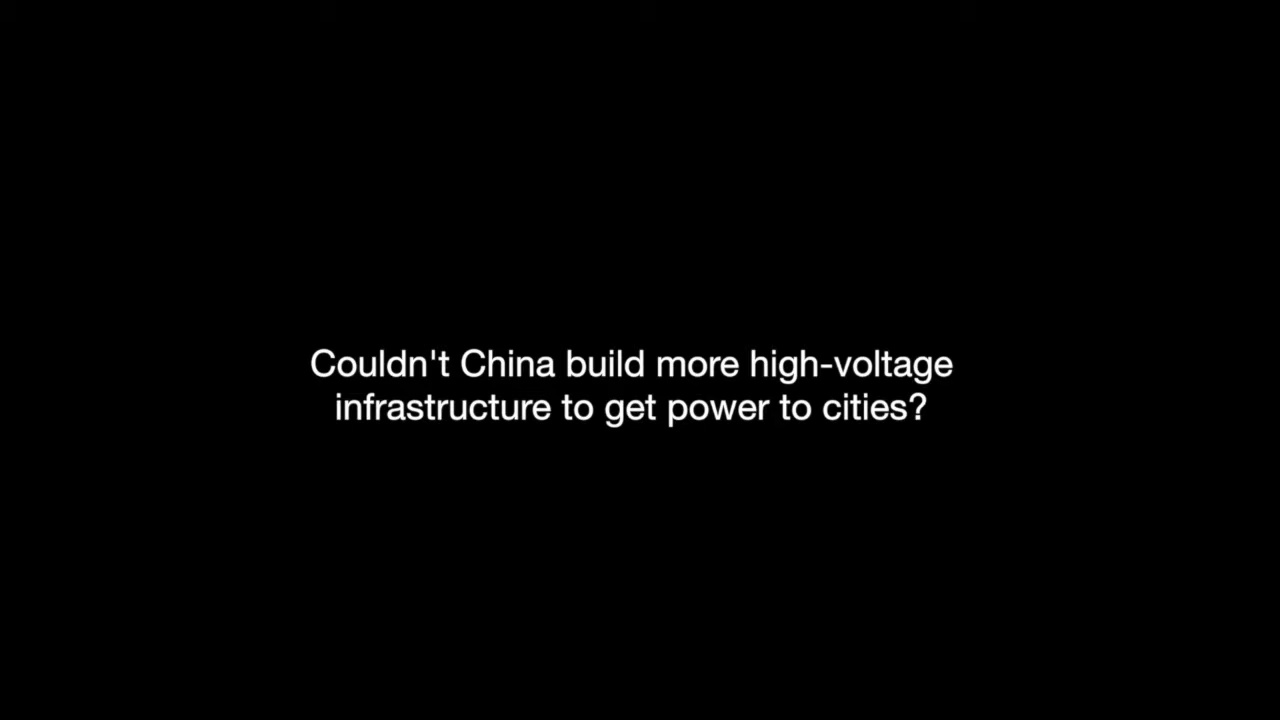 Couldn't China build more high-voltage
infrastructure to get power to cities?